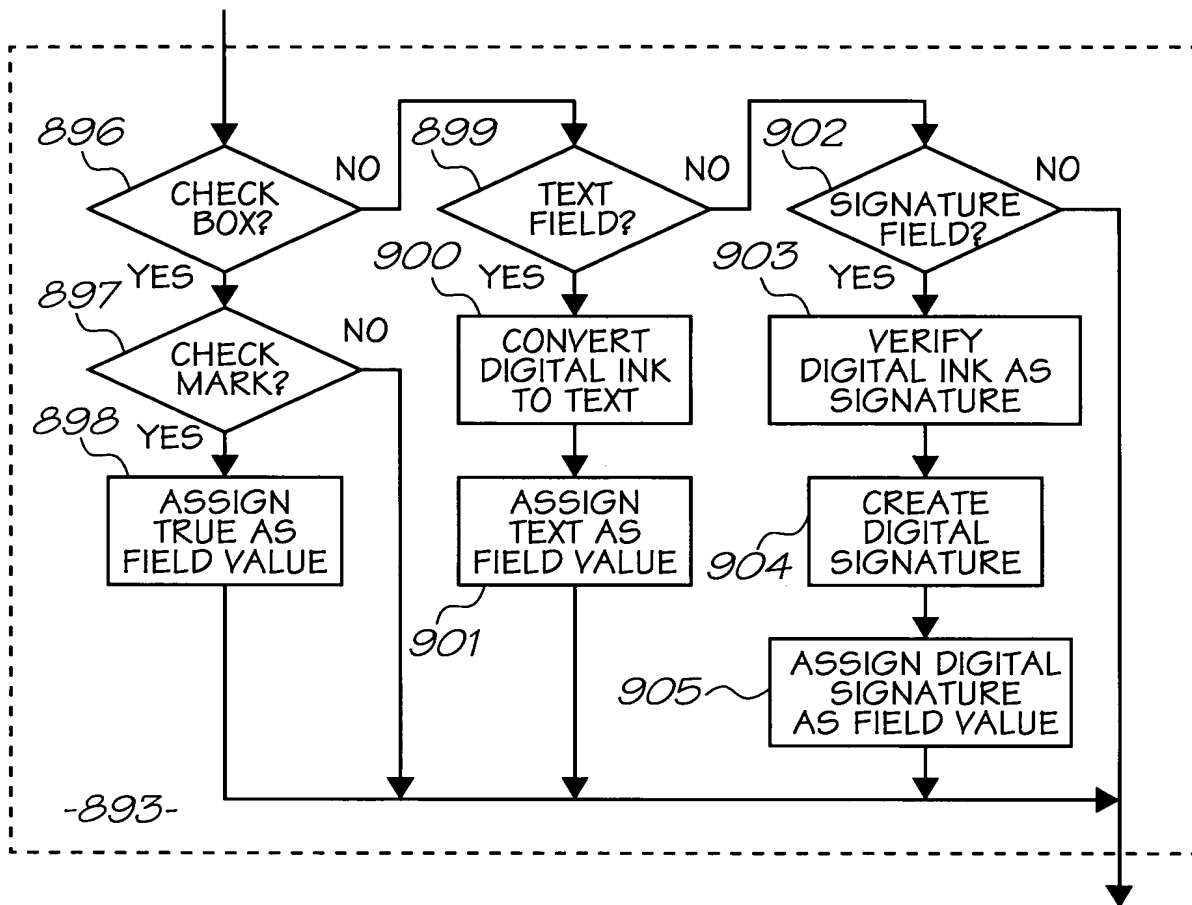 896
CHECK
BOX?
NO
YES
897
CHECK
MARK?
NO
YES
898
ASSIGN
TRUE AS
FIELD VALUE
899
TEXT
FIELD?
NO
YES
900
CONVERT
DIGITAL INK
TO TEXT
ASSIGN
TEXT AS
FIELD VALUE
901
902
SIGNATURE
FIELD?
NO
YES
903
VERIFY
DIGITAL INK AS
SIGNATURE
CREATE
DIGITAL
SIGNATURE
904
ASSIGN DIGITAL
SIGNATURE
AS FIELD VALUE
905
-893-